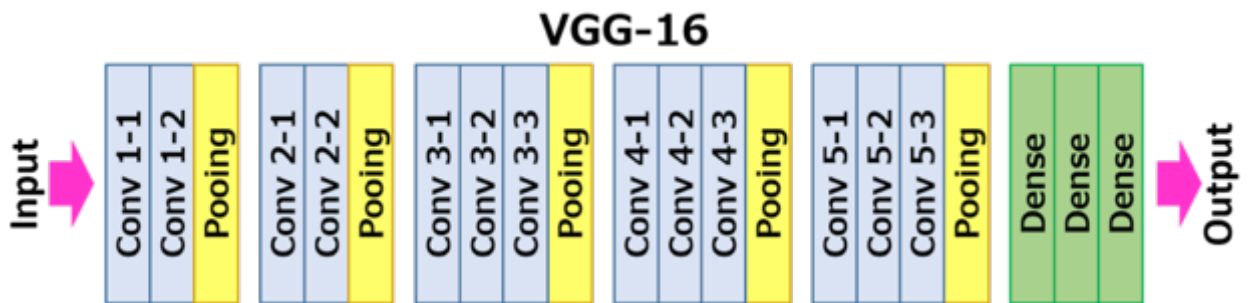 VGG-16
Input
Conv 1-1
Conv 1-2
Pooing
Conv 2-1
Conv 2-2
Pooing
Conv 3-1
Conv 3-2
Conv 3-3
Pooing
Conv 4-1
Conv 4-2
Conv 4-3
Pooing
Conv 5-1
Conv 5-2
Conv 5-3
Pooing
Dense
Dense
Dense
Output